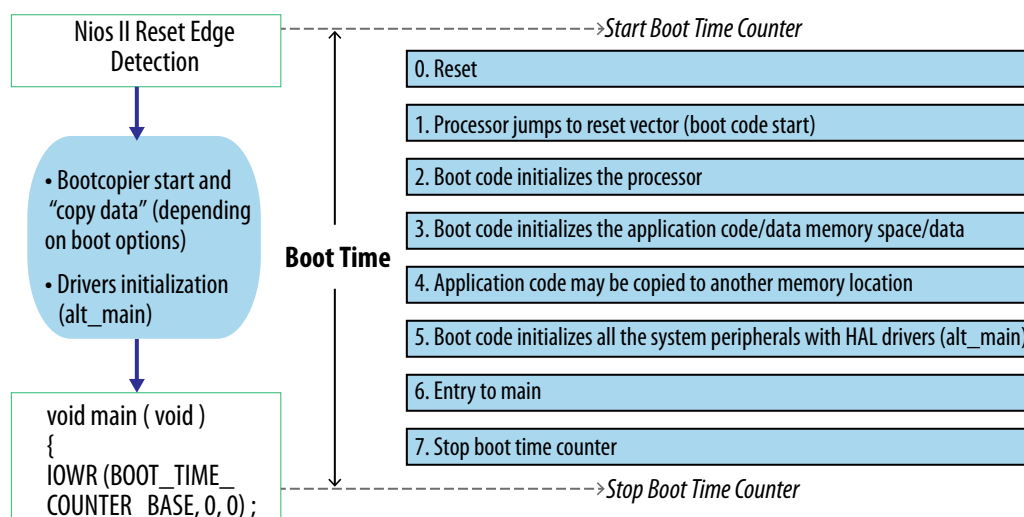 Nios II Reset Edge
Detection
• Bootcopier start and
"copy data" (depending
on boot options)
• Drivers initialization
(alt_main)
void main ( void )
{
IOWR (BOOT_TIME_
COUNTER_BASE, 0, 0) ;
Boot Time
Start Boot Time Counter
0. Reset
1. Processor jumps to reset vector (boot code start)
2. Boot code initializes the processor
3. Boot code initializes the application code/data memory space/data
4. Application code may be copied to another memory location
5. Boot code initializes all the system peripherals with HAL drivers (alt_main)
6. Entry to main
7. Stop boot time counter
Stop Boot Time Counter